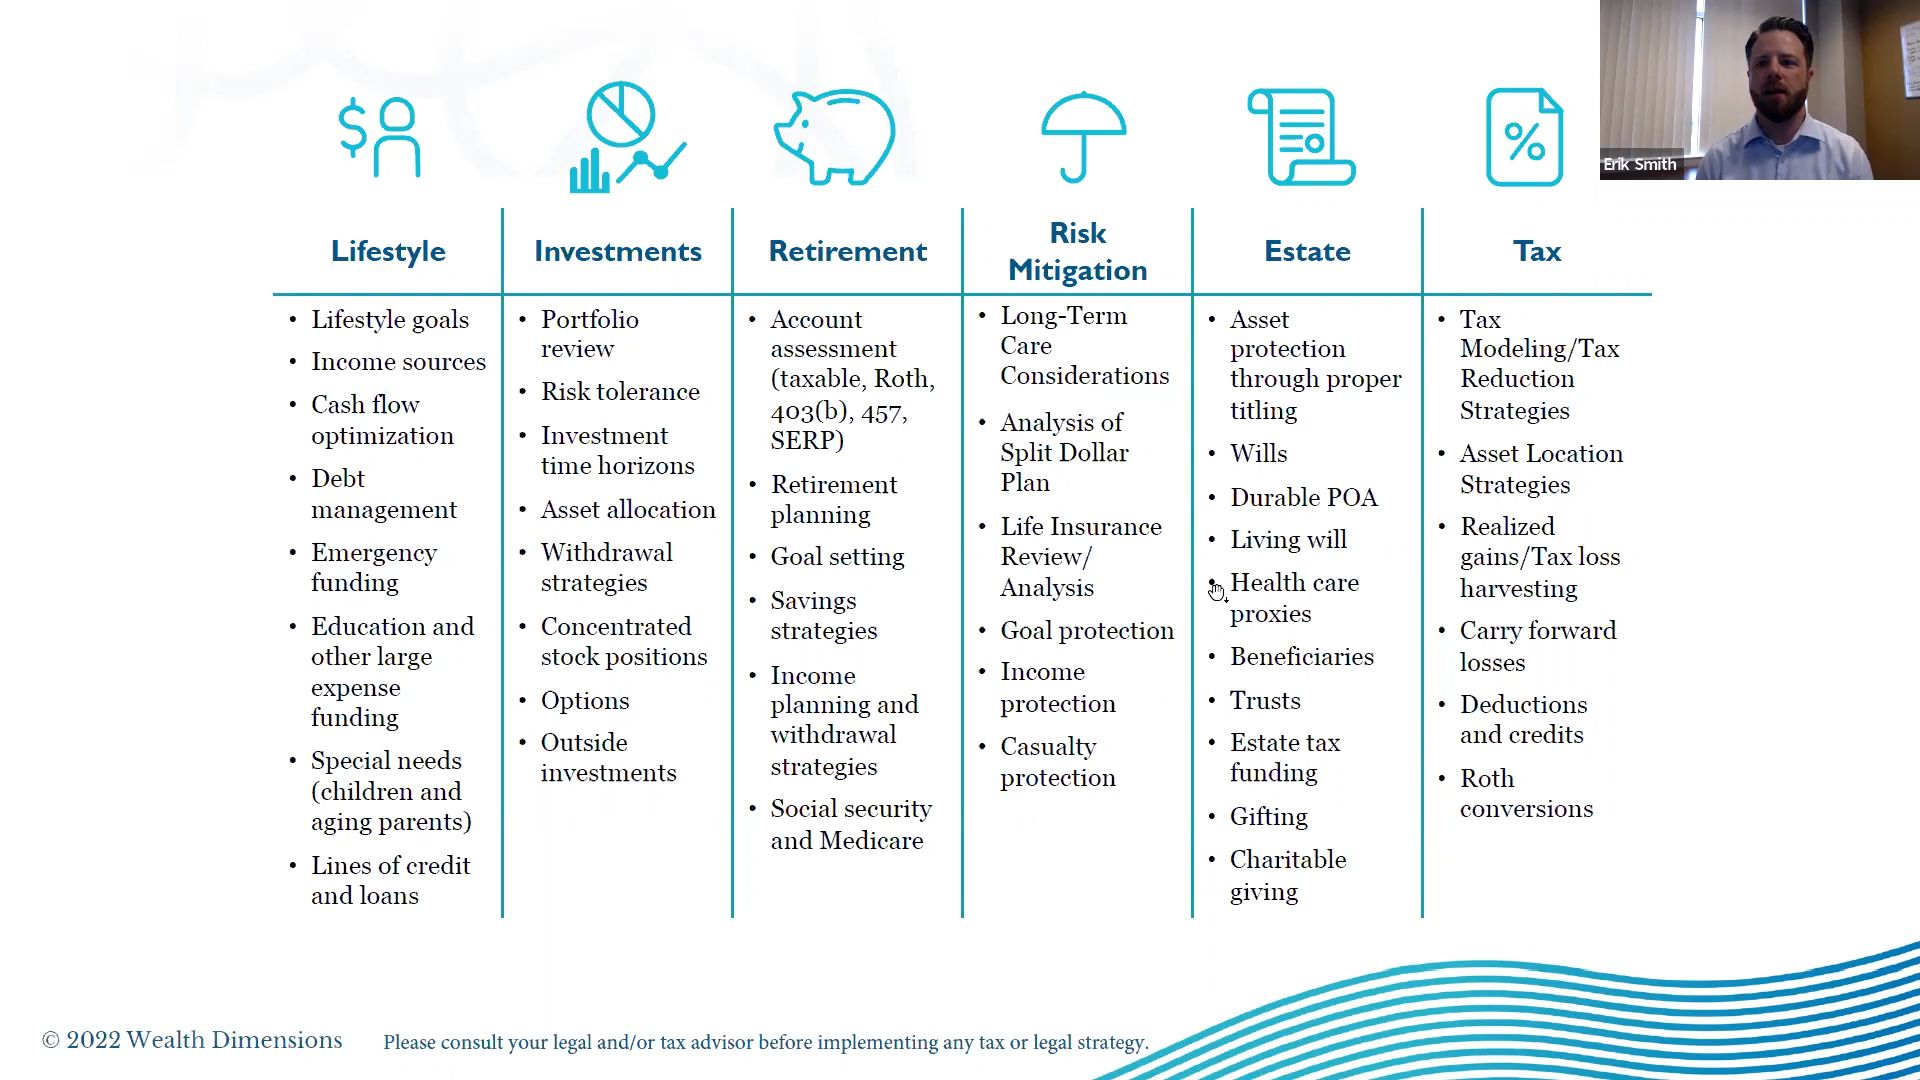 Erik Smith
Lifestyle
• Lifestyle goals
• Income sources
• Cash flow
optimization
• Debt
management
• Emergency
funding
• Education and
other large
expense
funding
• Special needs
(children and
aging parents)
• Lines of credit
and loans
Investments
• Portfolio
review
• Risk tolerance
• Investment
time horizons
• Asset allocation
• Withdrawal
strategies
• Concentrated
stock positions
• Options
• Outside
investments
Retirement
• Account
assessment
(taxable, Roth,
403(b), 457,
SERP)
• Retirement
planning
• Goal setting
• Savings
strategies
• Income
planning and
withdrawal
strategies
• Social security
and Medicare
Risk
Mitigation
• Long-Term
Care
Considerations
• Analysis of
Split Dollar
Plan
• Life Insurance
Review/
Analysis
• Goal protection
• Income
protection
• Casualty
protection
Estate
• Asset
protection
through proper
titling
• Wills
• Durable POA
• Living will
• Health care
proxies
• Beneficiaries
• Trusts
• Estate tax
funding
• Gifting
• Charitable
giving
Tax
• Tax
Modeling/Tax
Reduction
Strategies
• Asset Location
Strategies
• Realized
gains/Tax loss
harvesting
• Carry forward
losses
• Deductions
and credits
• Roth
conversions
$
%
© 2022 Wealth Dimensions
Please consult your legal and/or tax advisor before implementing any tax or legal strategy.